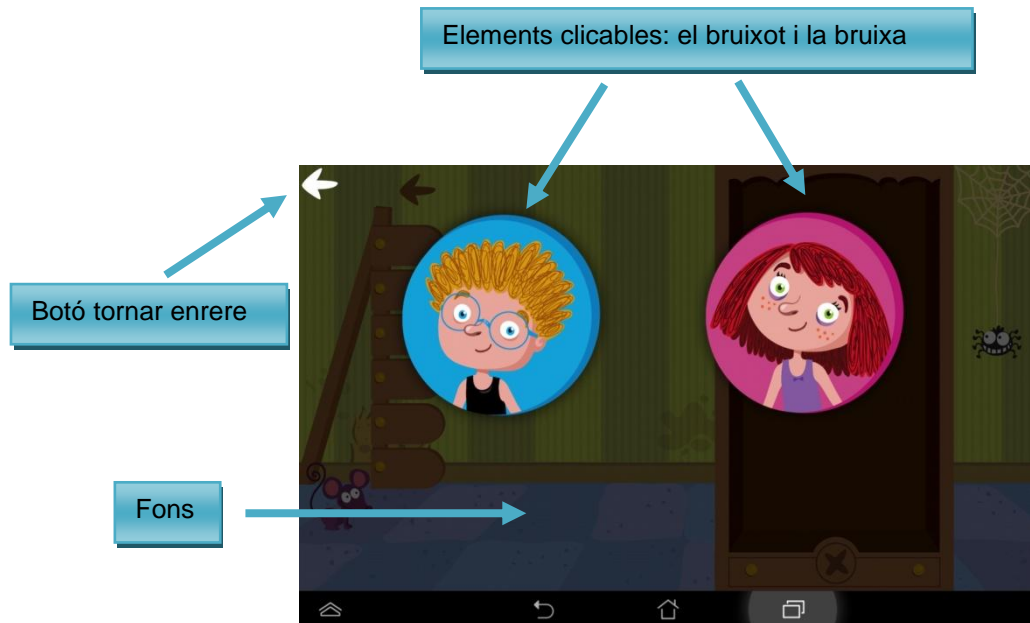 Elements clicables: el bruixot i la bruixa
Botó tornar enrere
Fons